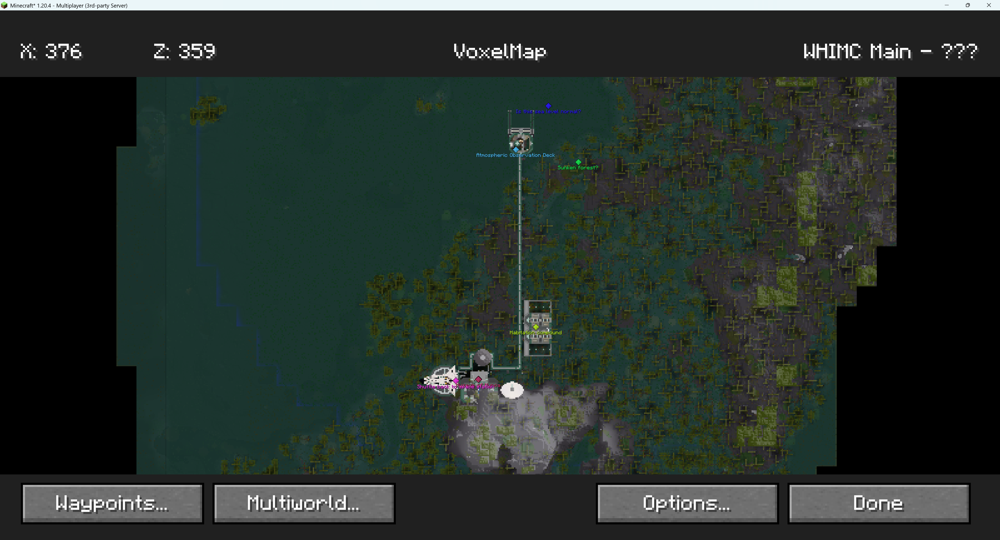 Minecraft* 1.20.4 - Multiplayer (3rd-party Server)
X: 376 Z: 359 VoxelMap WHIMC Main - ???
Is this sea level normal?
Atmospheric Observation Deck
Sunken forest?
Habitation compound
Shuttle back to space station
Waypoints... Multiworld... Options... Done